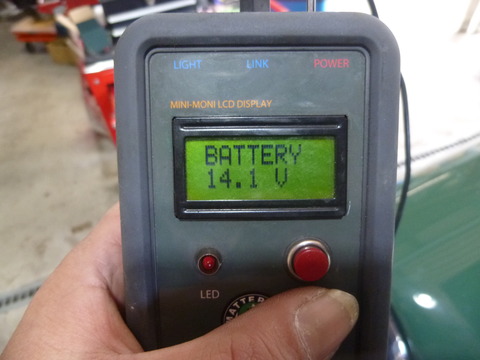 LIGHT LINK POWER
MINI-MONI LCD DISPLAY
BATTERY
14.1 V
LED